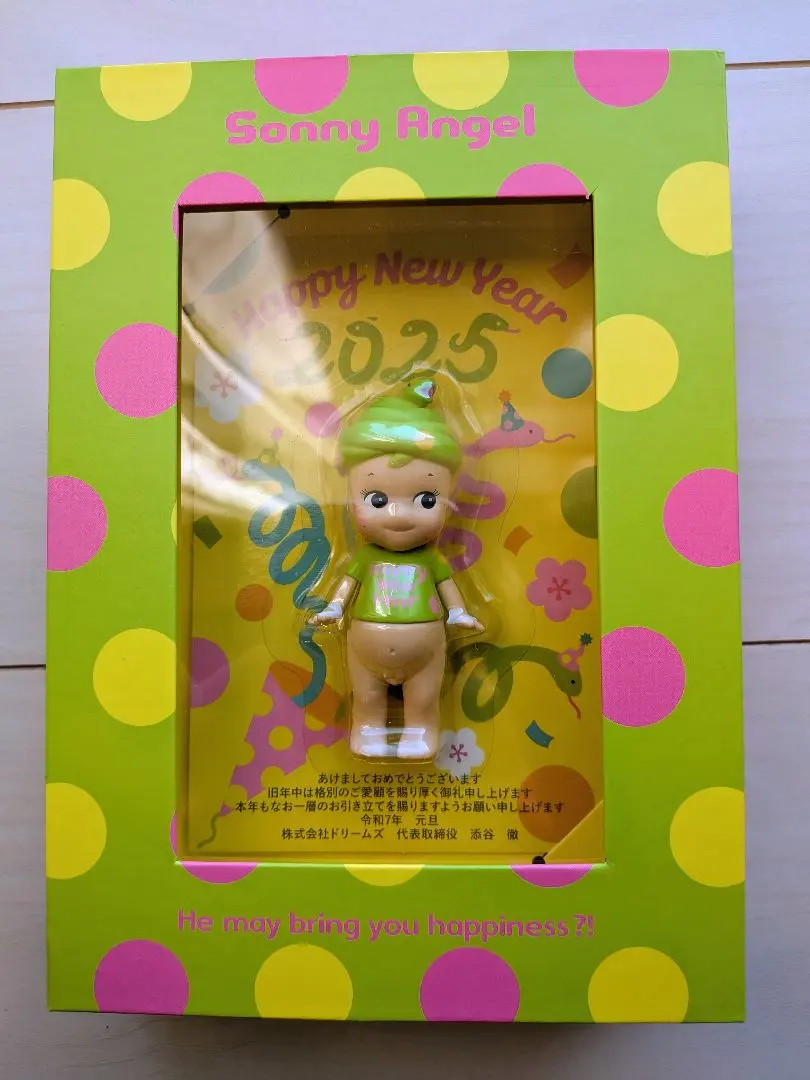 Sonny Angel
Happy New Year
2025
あけましておめでとうございます
旧年中は格別のご愛顧を賜り厚く御礼申し上げます
本年もなお一層のお引き立てを賜りますようお願い申し上げます
令和7年 元旦
株式会社ドリームズ 代表取締役 添谷 徹
He may bring you happiness?!